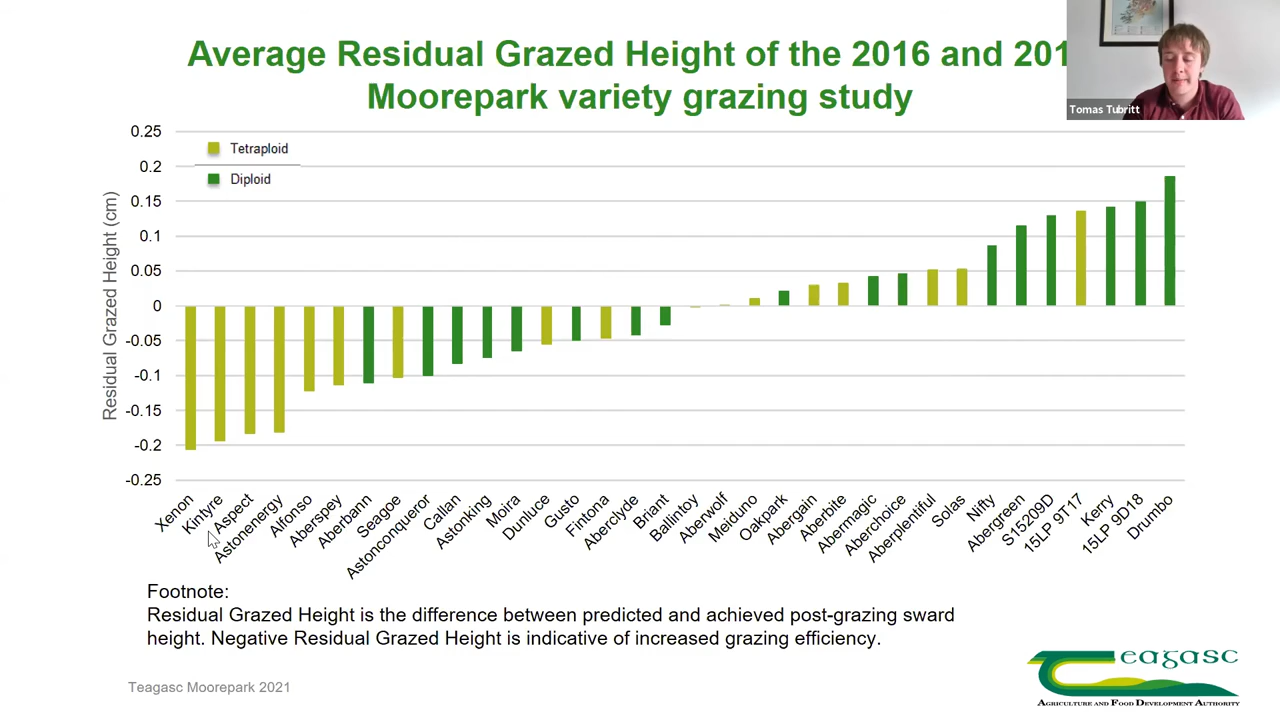 Average Residual Grazed Height of the 2016 and 201
Moorepark variety grazing study
Tomas Tubritt
Tetraploid
Diploid
Residual Grazed Height (cm)
0.25
0.2
0.15
0.1
0.05
0
-0.05
-0.1
-0.15
-0.2
-0.25
Xenon
Kintyre
Aspect
Astonenergy
Alfonso
Aberspey
Aberbann
Seagoe
Astonconqueror
Callan
Astonking
Moira
Dunluce
Gusto
Fintona
Aberclyde
Briant
Ballintoy
Aberwolf
Meiduno
Oakpark
Abergain
Aberbite
Abermagic
Aberchoice
Aberplentiful
Solas
Nifty
Abergreen
S15209D
15LP 9T17
Kerry
15LP 9D18
Drumbo
Footnote:
Residual Grazed Height is the difference between predicted and achieved post-grazing sward
height. Negative Residual Grazed Height is indicative of increased grazing efficiency.
Teagasc Moorepark 2021
eagasc
Agriculture and Food Development Authority